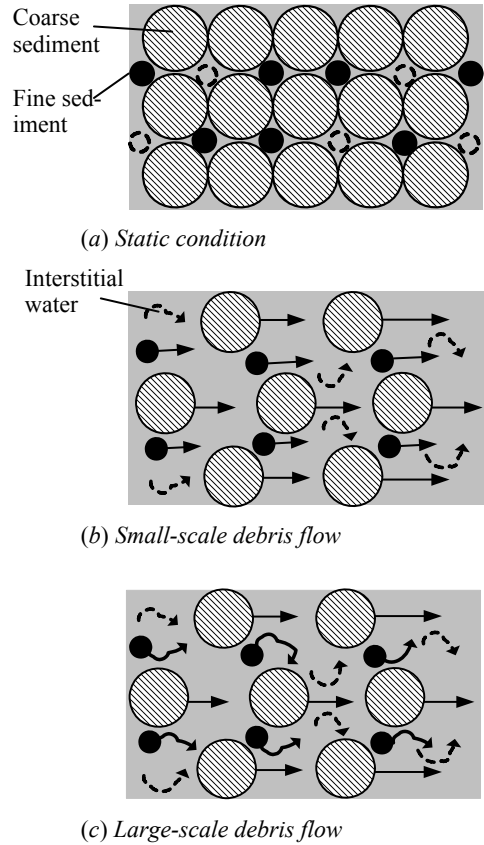 Coarse
sediment
Fine sed-
iment
(a) Static condition
Interstitial
water
(b) Small-scale debris flow
(c) Large-scale debris flow